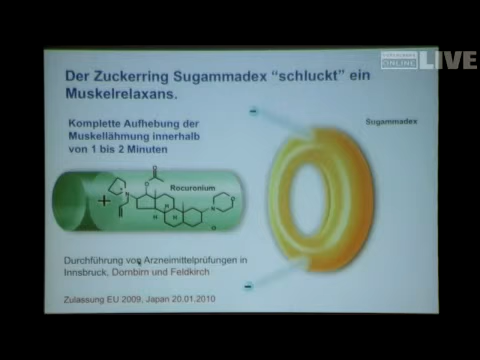 ONLINE
LIVE
Der Zuckerring Sugammadex “schluckt” ein
Muskelrelaxans.
Komplette Aufhebung der
Muskellähmung innerhalb
von 1 bis 2 Minuten
Sugammadex
Rocuronium
+
N
O
O
H
H
H
N
O
O
Durchführung von Arzneimittelprüfungen in
Innsbruck, Dornbirn und Feldkirch
Zulassung EU 2009, Japan 20.01.2010